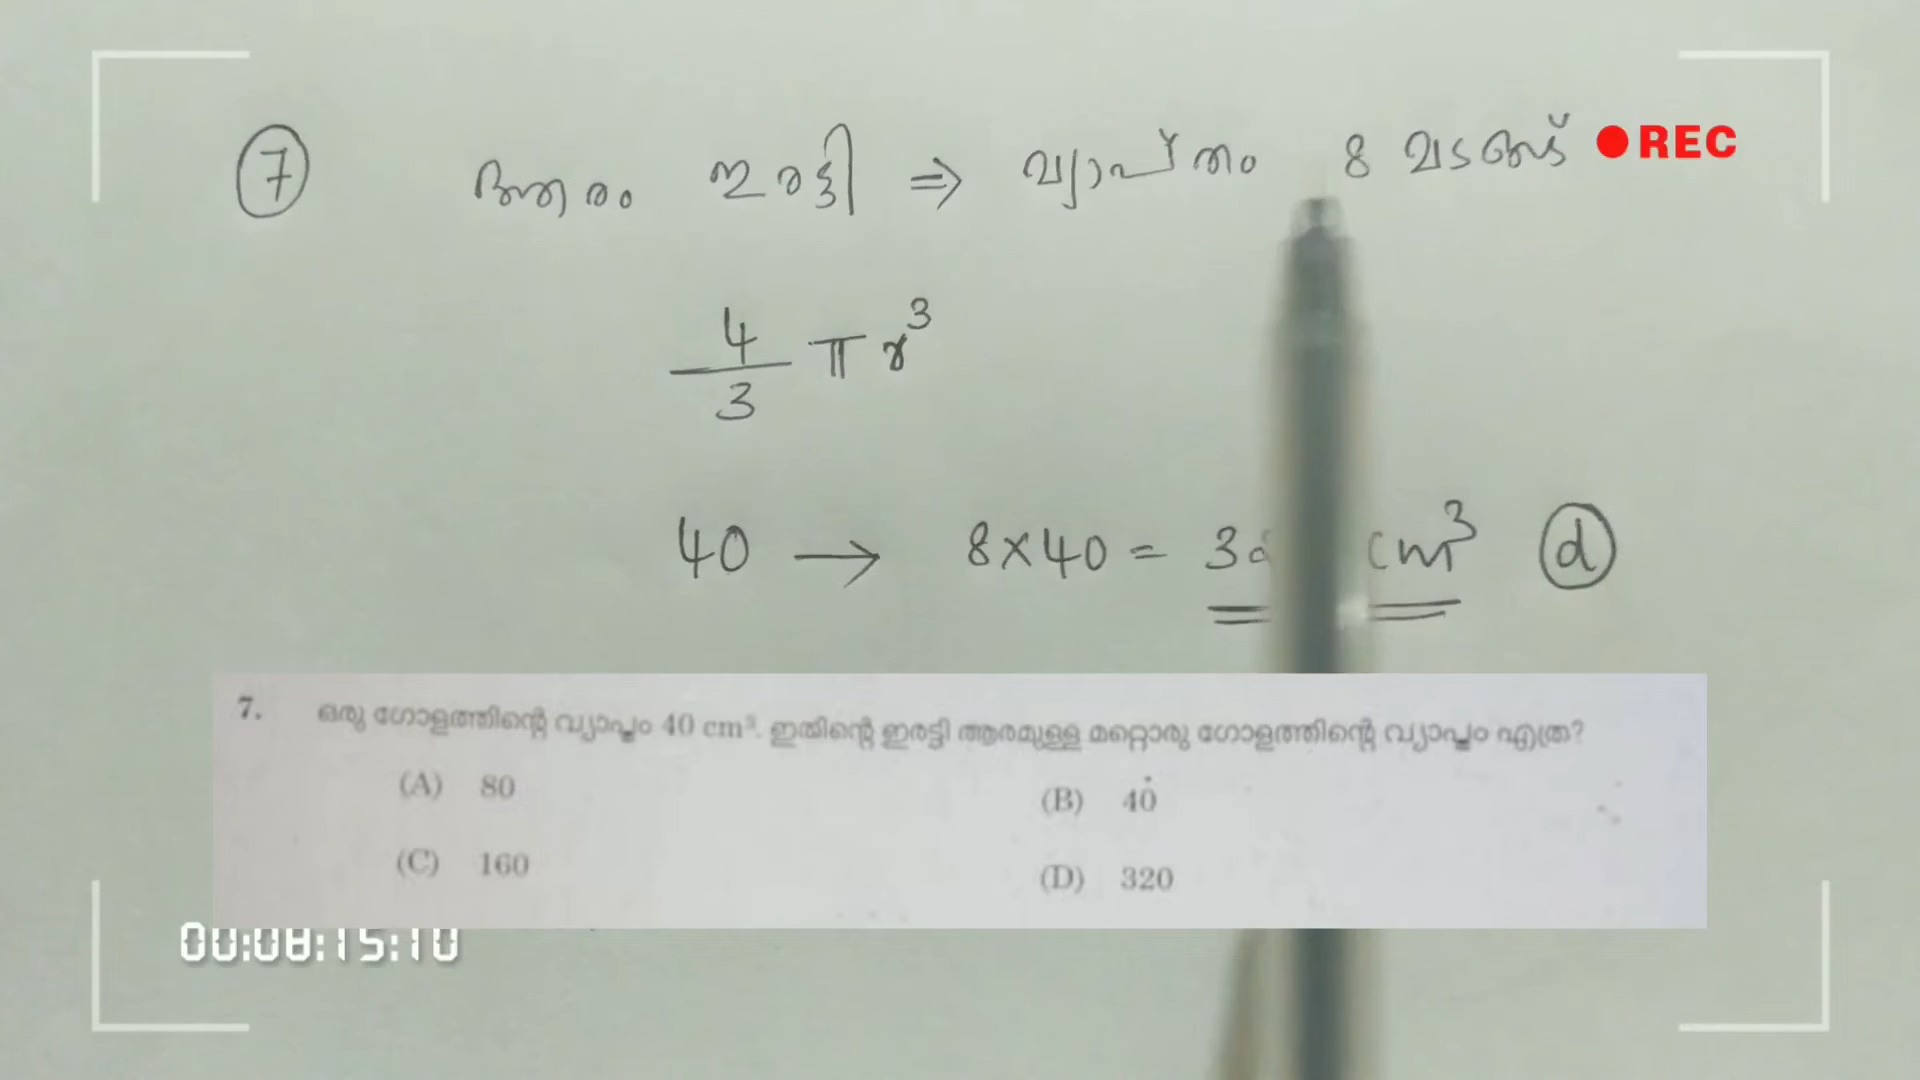 7 ആരം ഇരട്ടി ⇒ വ്യാപ്തം 8 മടങ്ങ്
● REC
4/3 π r³
40 → 8×40 = 3 cm³ d
7. ഒരു ഗോളത്തിന്റെ വ്യാപ്തം 40 cm³. ഇതിന്റെ ഇരട്ടി ആരമുള്ള മറ്റൊരു ഗോളത്തിന്റെ വ്യാപ്തം എത്ര?
(A) 80 (B) 40
(C) 160 (D) 320
00:08:15:10